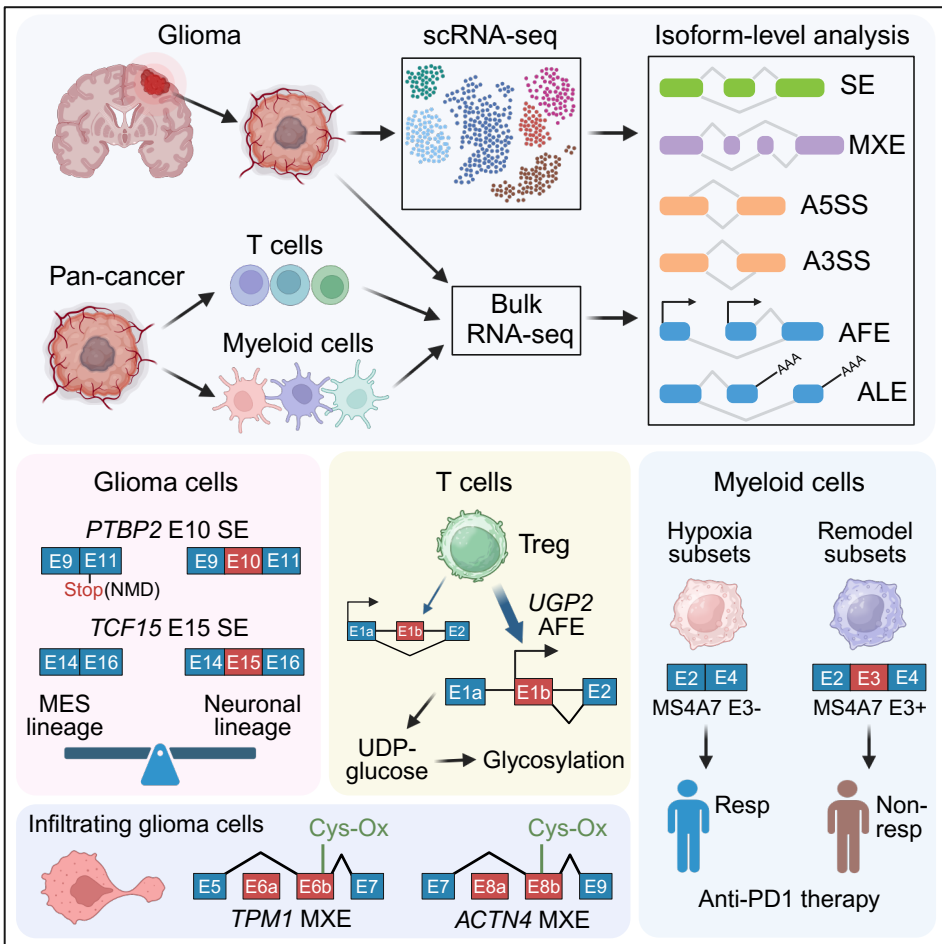 Glioma
scRNA-seq
Isoform-level analysis
SE
MXE
A5SS
A3SS
AFE
AAA
AAA
ALE
Pan-cancer
T cells
Myeloid cells
Bulk
RNA-seq
Glioma cells
PTBP2 E10 SE
E9 E11
E9 E10 E11
Stop(NMD)
TCF15 E15 SE
E14 E16
E14 E15 E16
MES
lineage
Neuronal
lineage
T cells
Treg
E1a E1b E2
UGP2
AFE
E1a E1b E2
UDP-
glucose
Glycosylation
Myeloid cells
Hypoxia
subsets
Remodel
subsets
E2 E4
E2 E3 E4
MS4A7 E3-
MS4A7 E3+
Resp
Non-
resp
Anti-PD1 therapy
Infiltrating glioma cells
Cys-Ox
E5 E6a E6b E7
TPM1 MXE
Cys-Ox
E7 E8a E8b E9
ACTN4 MXE